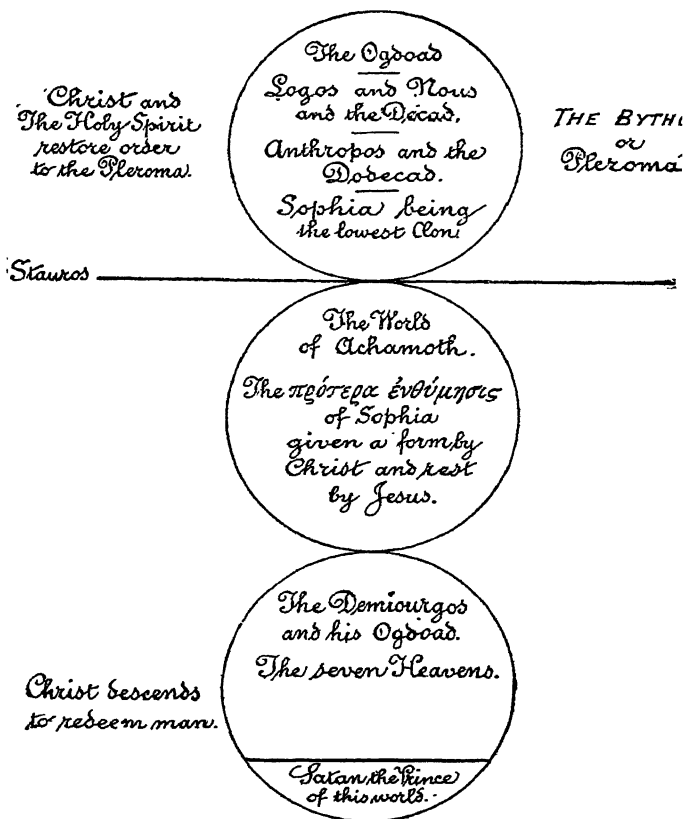 The Ogdoad
Logos and Nous
and the Decad.
Anthropos and the
Dodecad.
Sophia being
the lowest Æon.
Christ and
The Holy Spirit
restore order
to the Pleroma.
THE BYTH
or
Pleroma
Stauros
The World
of Achamoth.
The πρότερα ἐνθύμησις
of Sophia
given a form by
Christ and rest
by Jesus.
The Demiourgos
and his Ogdoad.
The seven Heavens.
Christ descends
to redeem man.
Satan, the Prince
of this world.